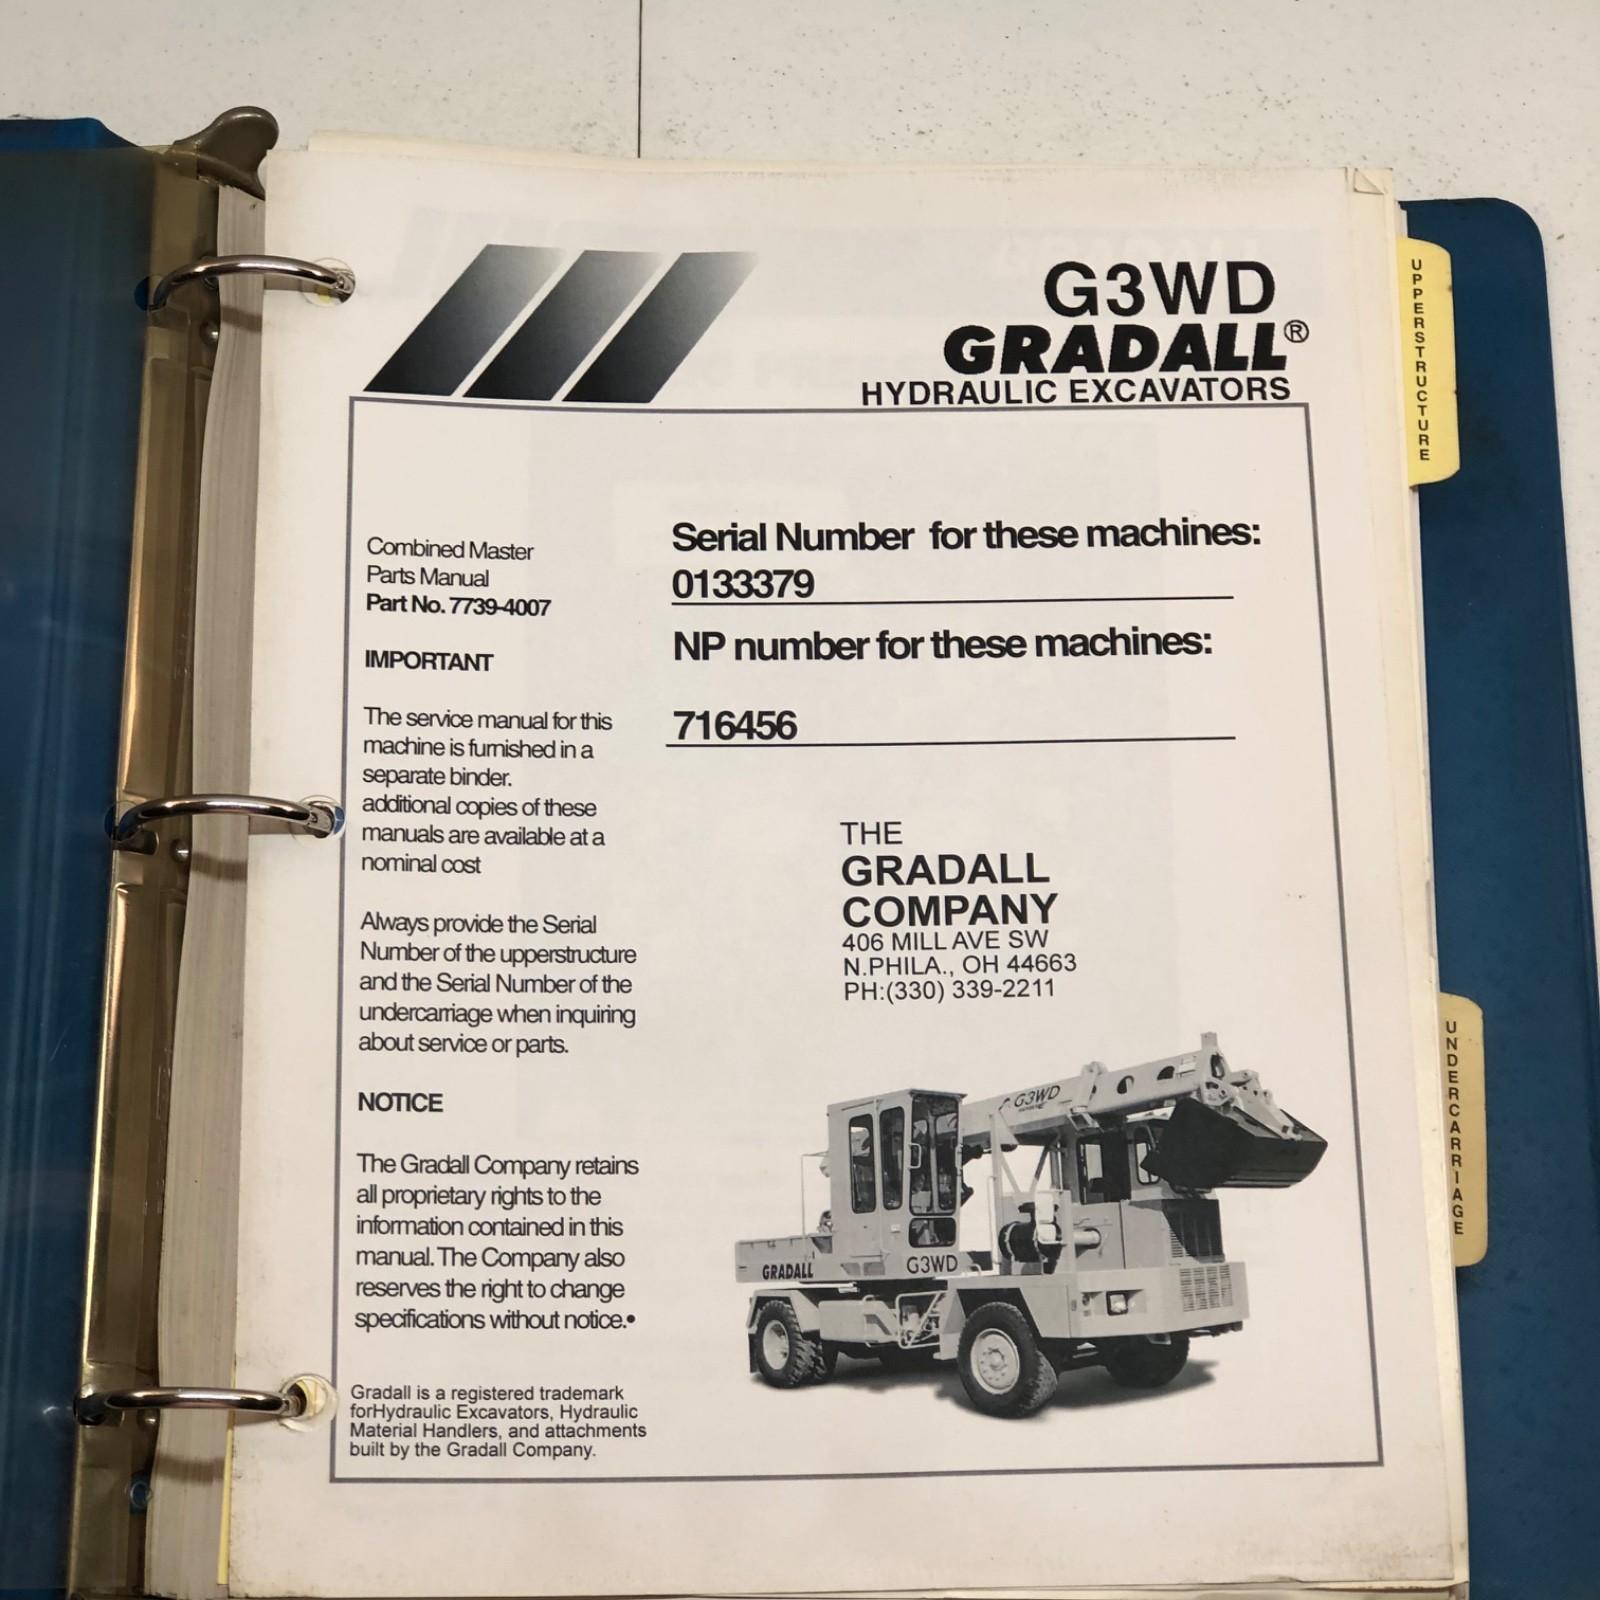 G3WD
GRADALL®
HYDRAULIC EXCAVATORS
Combined Master
Parts Manual
Part No. 7739-4007
IMPORTANT
The service manual for this
machine is furnished in a
separate binder.
additional copies of these
manuals are available at a
nominal cost
Always provide the Serial
Number of the upperstructure
and the Serial Number of the
undercarriage when inquiring
about service or parts.
NOTICE
The Gradall Company retains
all proprietary rights to the
information contained in this
manual. The Company also
reserves the right to change
specifications without notice.•
Gradall is a registered trademark
forHydraulic Excavators, Hydraulic
Material Handlers, and attachments
built by the Gradall Company.
Serial Number for these machines:
0133379
NP number for these machines:
716456
THE
GRADALL
COMPANY
406 MILL AVE SW
N.PHILA., OH 44663
PH:(330) 339-2211
G3WD
GRADALL
G3WD
UPPERSTRUCTURE
UNDERCARRIAGE